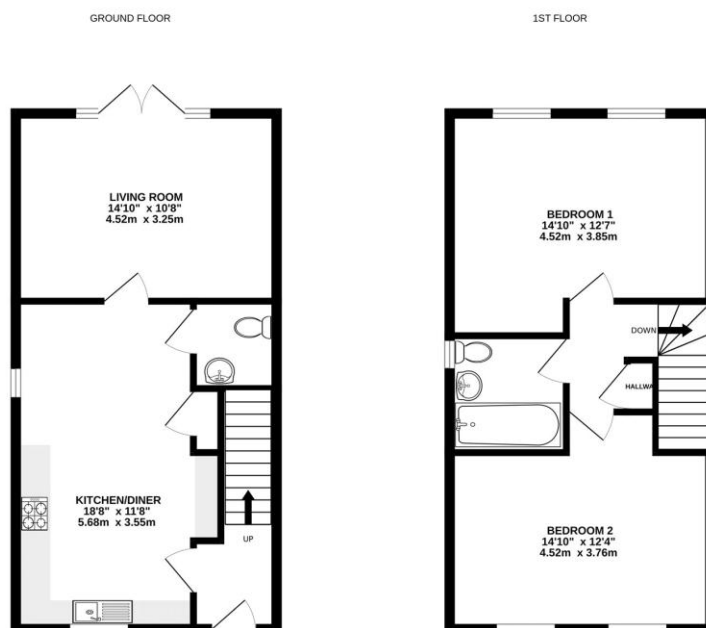 GROUND FLOOR
1ST FLOOR
LIVING ROOM
14'10" x 10'8"
4.52m x 3.25m
KITCHEN/DINER
18'8" x 11'8"
5.68m x 3.55m
UP
BEDROOM 1
14'10" x 12'7"
4.52m x 3.85m
DOWN
HALLWA
BEDROOM 2
14'10" x 12'4"
4.52m x 3.76m